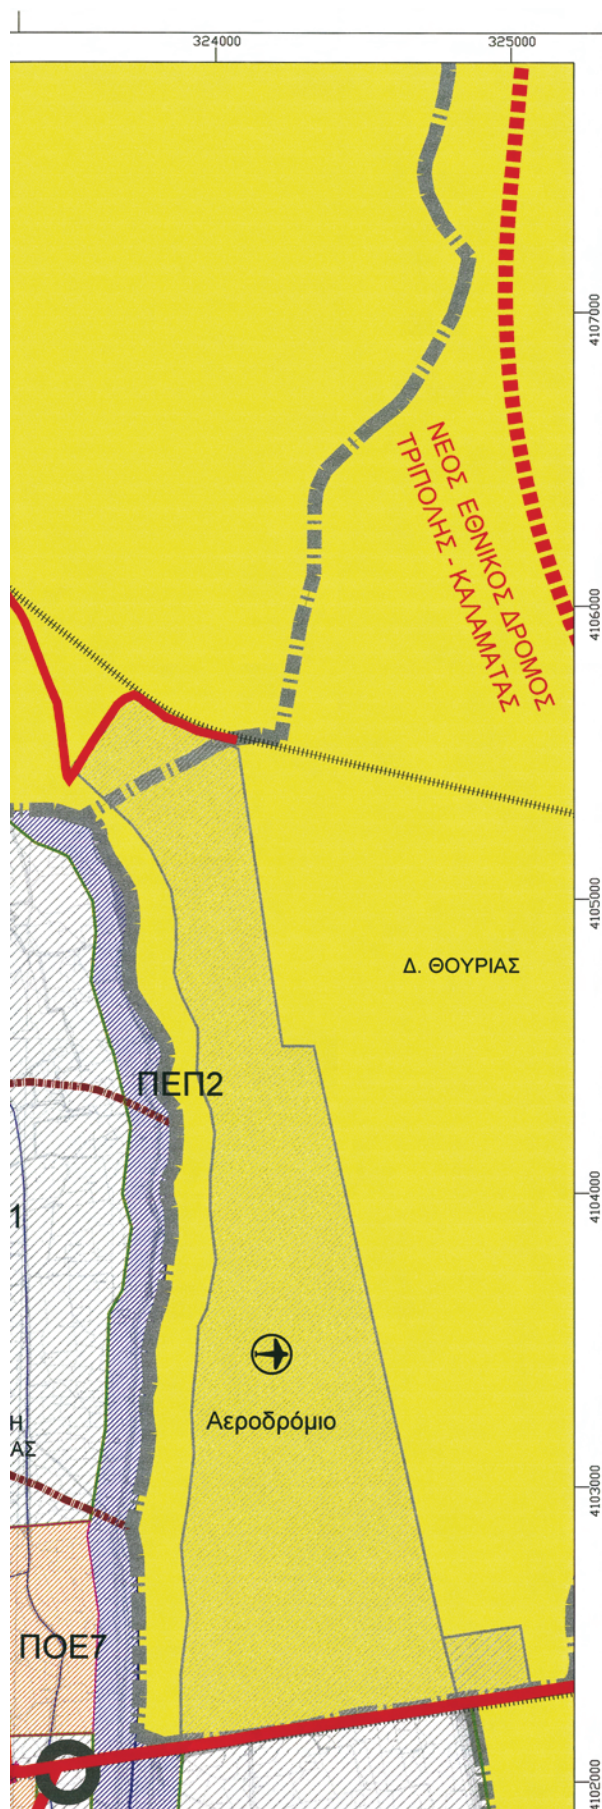 324000
325000
4107000
ΝΕΟΣ ΕΘΝΙΚΟΣ ΔΡΟΜΟΣ
ΤΡΙΠΟΛΗΣ - ΚΑΛΑΜΑΤΑΣ
4106000
4105000
Δ. ΘΟΥΡΙΑΣ
ΠΕΠ2
4104000
1
Αεροδρόμιο
Η
ΑΣ
4103000
ΠΟΕ7
4102000